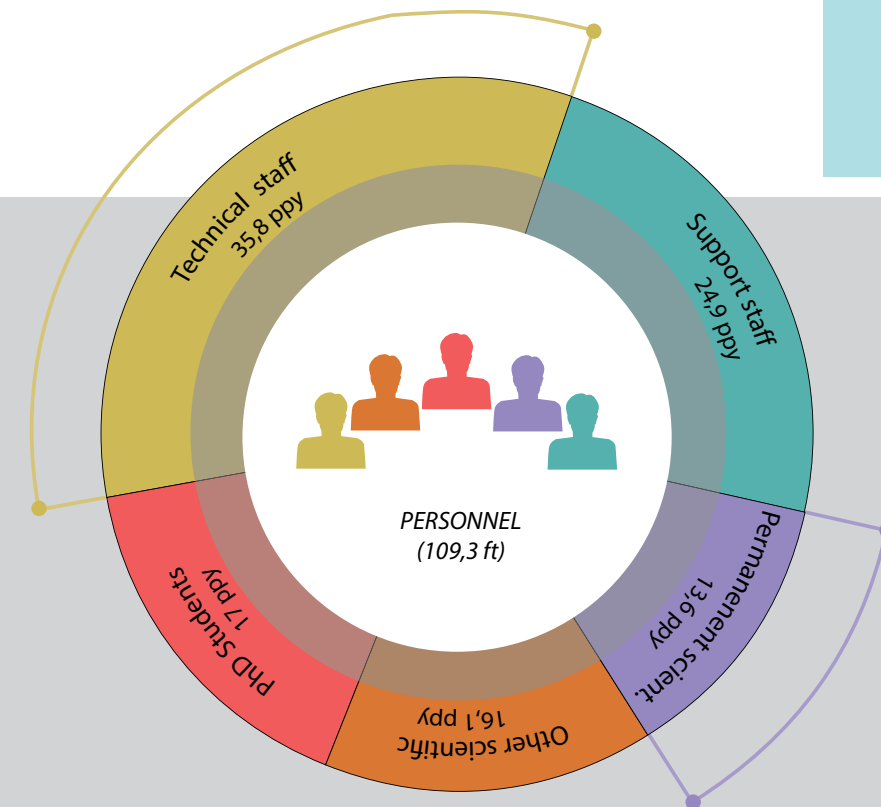 Technical staff
35,8 ppy
Support staff
24,9 ppy
PERSONNEL
(109,3 ft)
Permanenent scient.
13,6 ppy
PhD Students
17 ppy
Other scientific
16,1 ppy